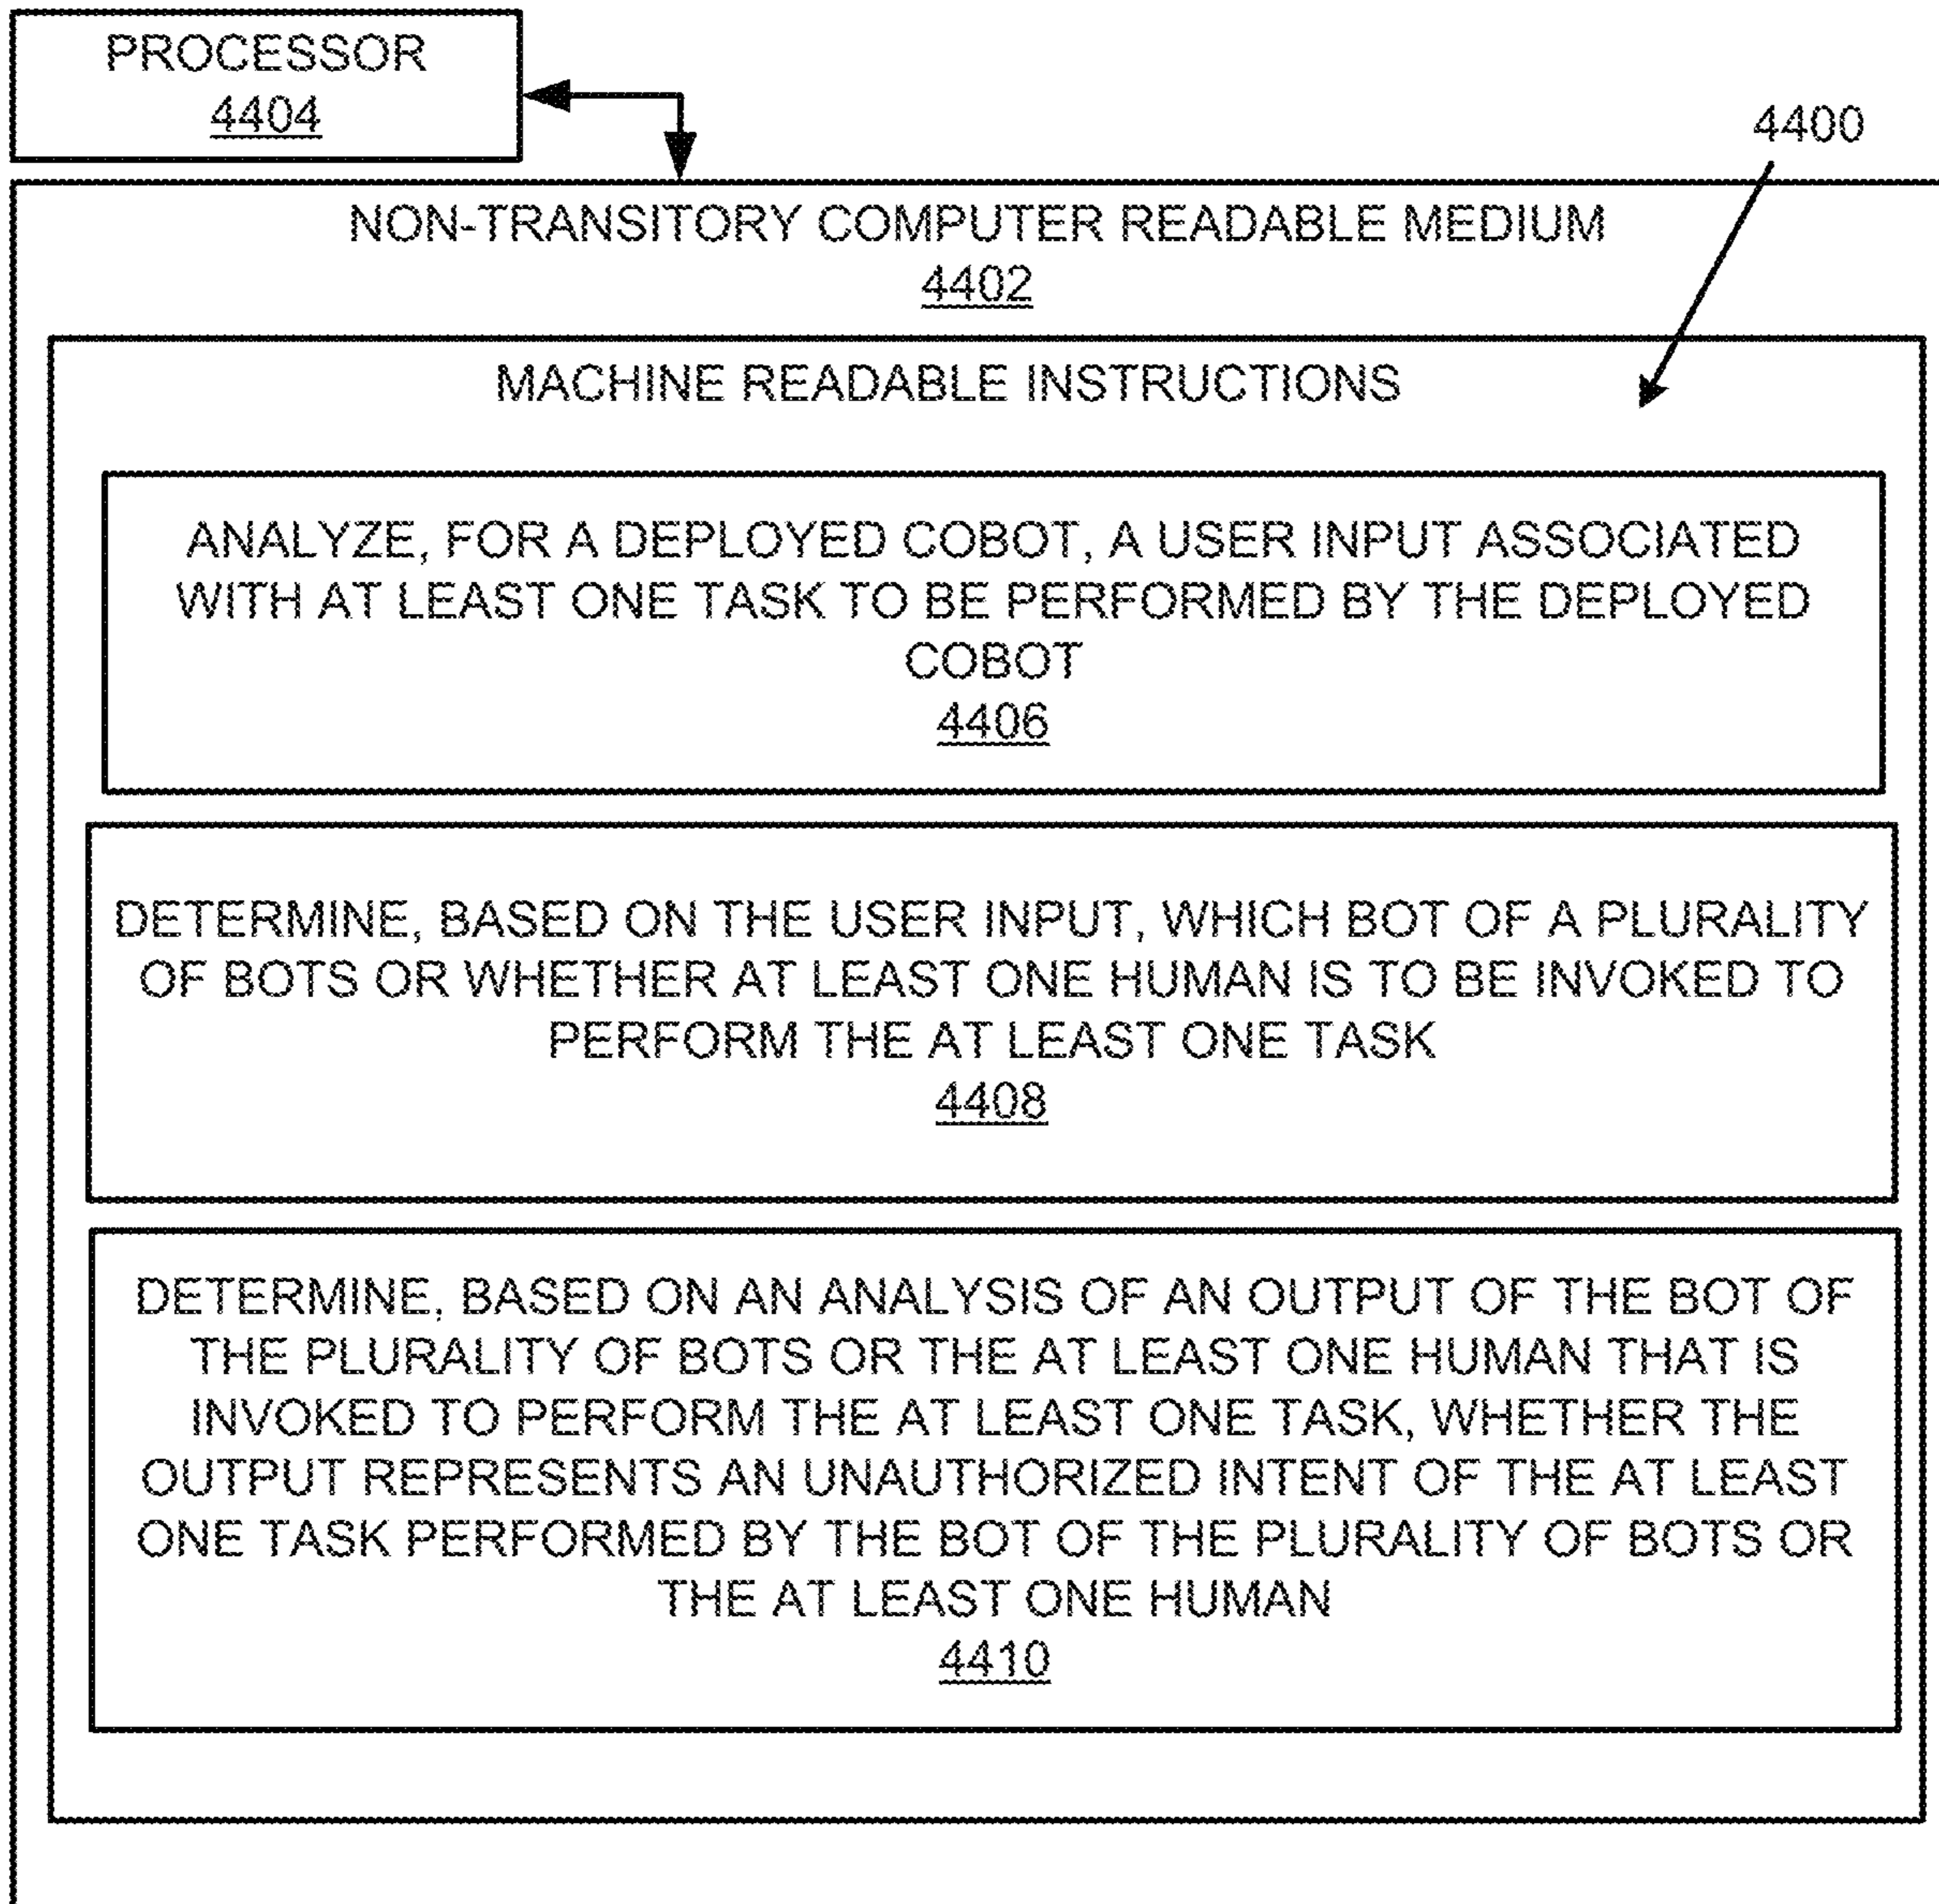 PROCESSOR
4404
4400
NON-TRANSITORY COMPUTER READABLE MEDIUM
4402
MACHINE READABLE INSTRUCTIONS
ANALYZE, FOR A DEPLOYED COBOT, A USER INPUT ASSOCIATED
WITH AT LEAST ONE TASK TO BE PERFORMED BY THE DEPLOYED
COBOT
4406
DETERMINE, BASED ON THE USER INPUT, WHICH BOT OF A PLURALITY
OF BOTS OR WHETHER AT LEAST ONE HUMAN IS TO BE INVOKED TO
PERFORM THE AT LEAST ONE TASK
4408
DETERMINE, BASED ON AN ANALYSIS OF AN OUTPUT OF THE BOT OF
THE PLURALITY OF BOTS OR THE AT LEAST ONE HUMAN THAT IS
INVOKED TO PERFORM THE AT LEAST ONE TASK, WHETHER THE
OUTPUT REPRESENTS AN UNAUTHORIZED INTENT OF THE AT LEAST
ONE TASK PERFORMED BY THE BOT OF THE PLURALITY OF BOTS OR
THE AT LEAST ONE HUMAN
4410